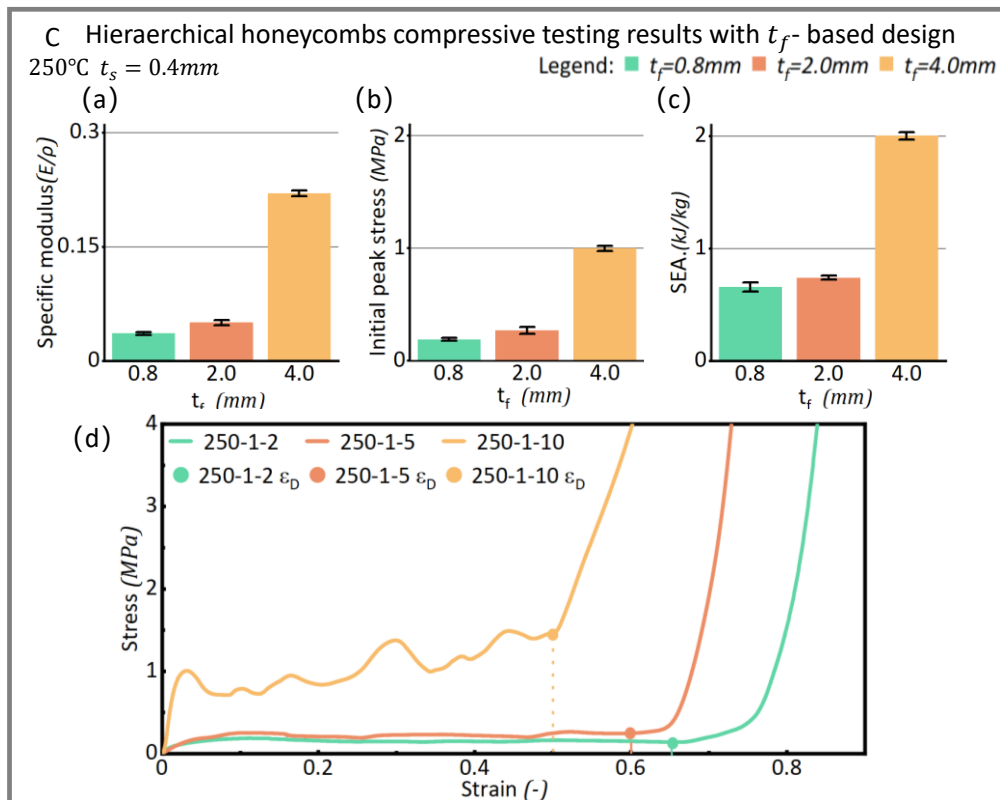 C Hieraerchical honeycombs compressive testing results with t_f- based design
250℃ t_s = 0.4mm
Legend: t_f=0.8mm t_f=2.0mm t_f=4.0mm
(a)
Specific modulus(E/ρ)
0.3
0.15
0
0.8 2.0 4.0
t_f (mm)
(b)
Initial peak stress (MPa)
2
1
0
0.8 2.0 4.0
t_f (mm)
(c)
SEA.(kJ/kg)
2
1
0
0.8 2.0 4.0
t_f (mm)
(d)
250-1-2 250-1-5 250-1-10
250-1-2 ε_D 250-1-5 ε_D 250-1-10 ε_D
Stress (MPa)
4
3
2
1
0
0 0.2 0.4 0.6 0.8
Strain (-)